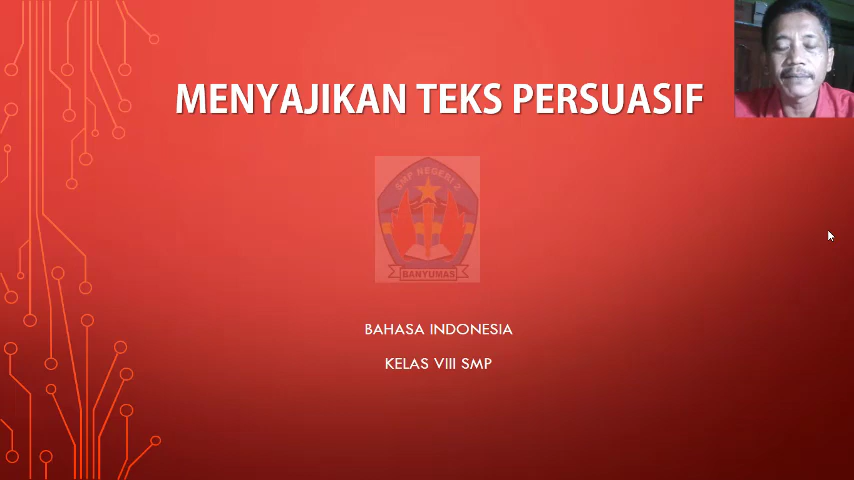 MENYAJIKAN TEKS PERSUASIF
SMP NEGERI 2
BANYUMAS
BAHASA INDONESIA
KELAS VIII SMP